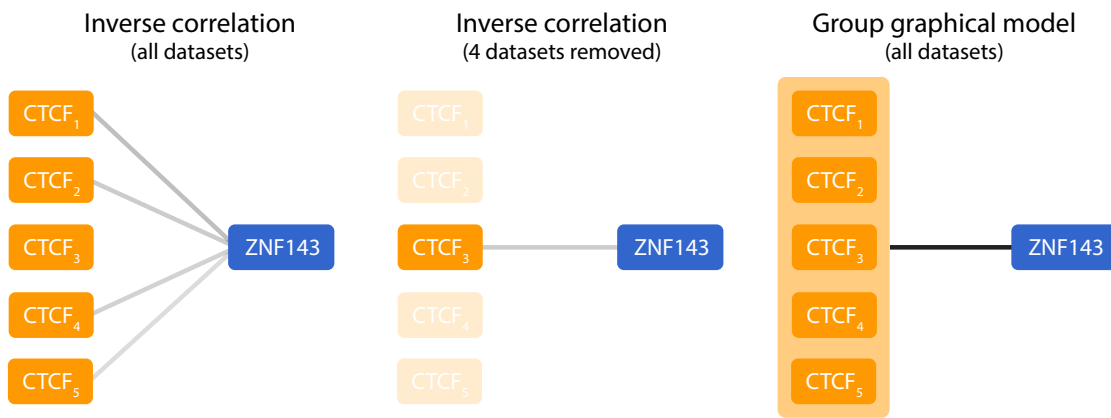 Inverse correlation
(all datasets)
CTCF₁
CTCF₂
CTCF₃
CTCF₄
CTCF₅
ZNF143
Inverse correlation
(4 datasets removed)
CTCF₁
CTCF₂
CTCF₃
CTCF₄
CTCF₅
ZNF143
Group graphical model
(all datasets)
CTCF₁
CTCF₂
CTCF₃
CTCF₄
CTCF₅
ZNF143